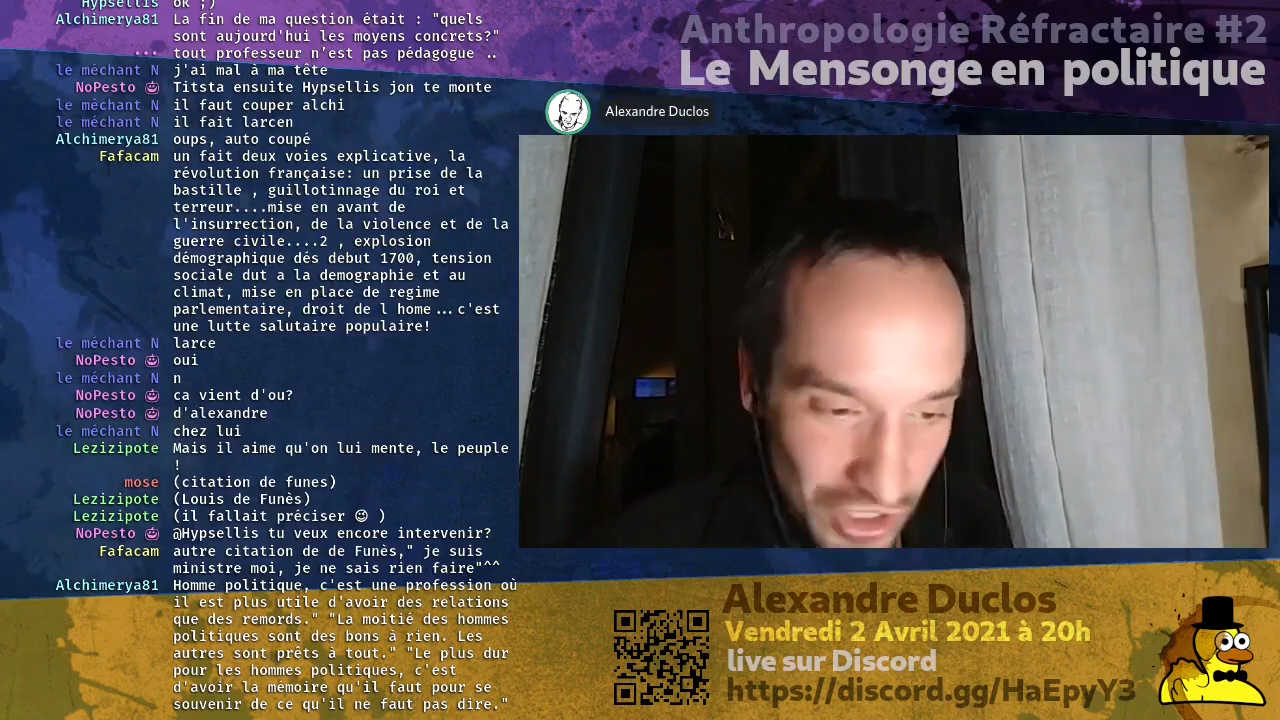 Hypsellis ok ;)
Alchimerya81 La fin de ma question était : "quels
sont aujourd'hui les moyens concrets?"
... tout professeur n'est pas pédagogue ..
le méchant N j'ai mal à ma tête
NoPesto Titsta ensuite Hypsellis jon te monte
le méchant N il faut couper alchi
le méchant N il fait larcen
Alchimerya81 oups, auto coupé
Fafacam un fait deux voies explicative, la
révolution française: un prise de la
bastille , guillotinnage du roi et
terreur....mise en avant de
l'insurrection, de la violence et de la
guerre civile....2 , explosion
démographique dés debut 1700, tension
sociale dut a la demographie et au
climat, mise en place de regime
parlementaire, droit de l home...c'est
une lutte salutaire populaire!
le méchant N larce
NoPesto oui
le méchant N n
NoPesto ca vient d'ou?
NoPesto d'alexandre
le méchant N chez lui
Lezizipote Mais il aime qu'on lui mente, le peuple
!
mose (citation de funes)
Lezizipote (Louis de Funès)
Lezizipote (il fallait préciser 😉 )
NoPesto @Hypsellis tu veux encore intervenir?
Fafacam autre citation de de Funès," je suis
ministre moi, je ne sais rien faire"^^
Alchimerya81 Homme politique, c'est une profession où
il est plus utile d'avoir des relations
que des remords." "La moitié des hommes
politiques sont des bons à rien. Les
autres sont prêts à tout." "Le plus dur
pour les hommes politiques, c'est
d'avoir la mémoire qu'il faut pour se
souvenir de ce qu'il ne faut pas dire."
Anthropologie Réfractaire #2
Le Mensonge en politique
Alexandre Duclos
Alexandre Duclos
Vendredi 2 Avril 2021 à 20h
live sur Discord
https://discord.gg/HaEpyY3